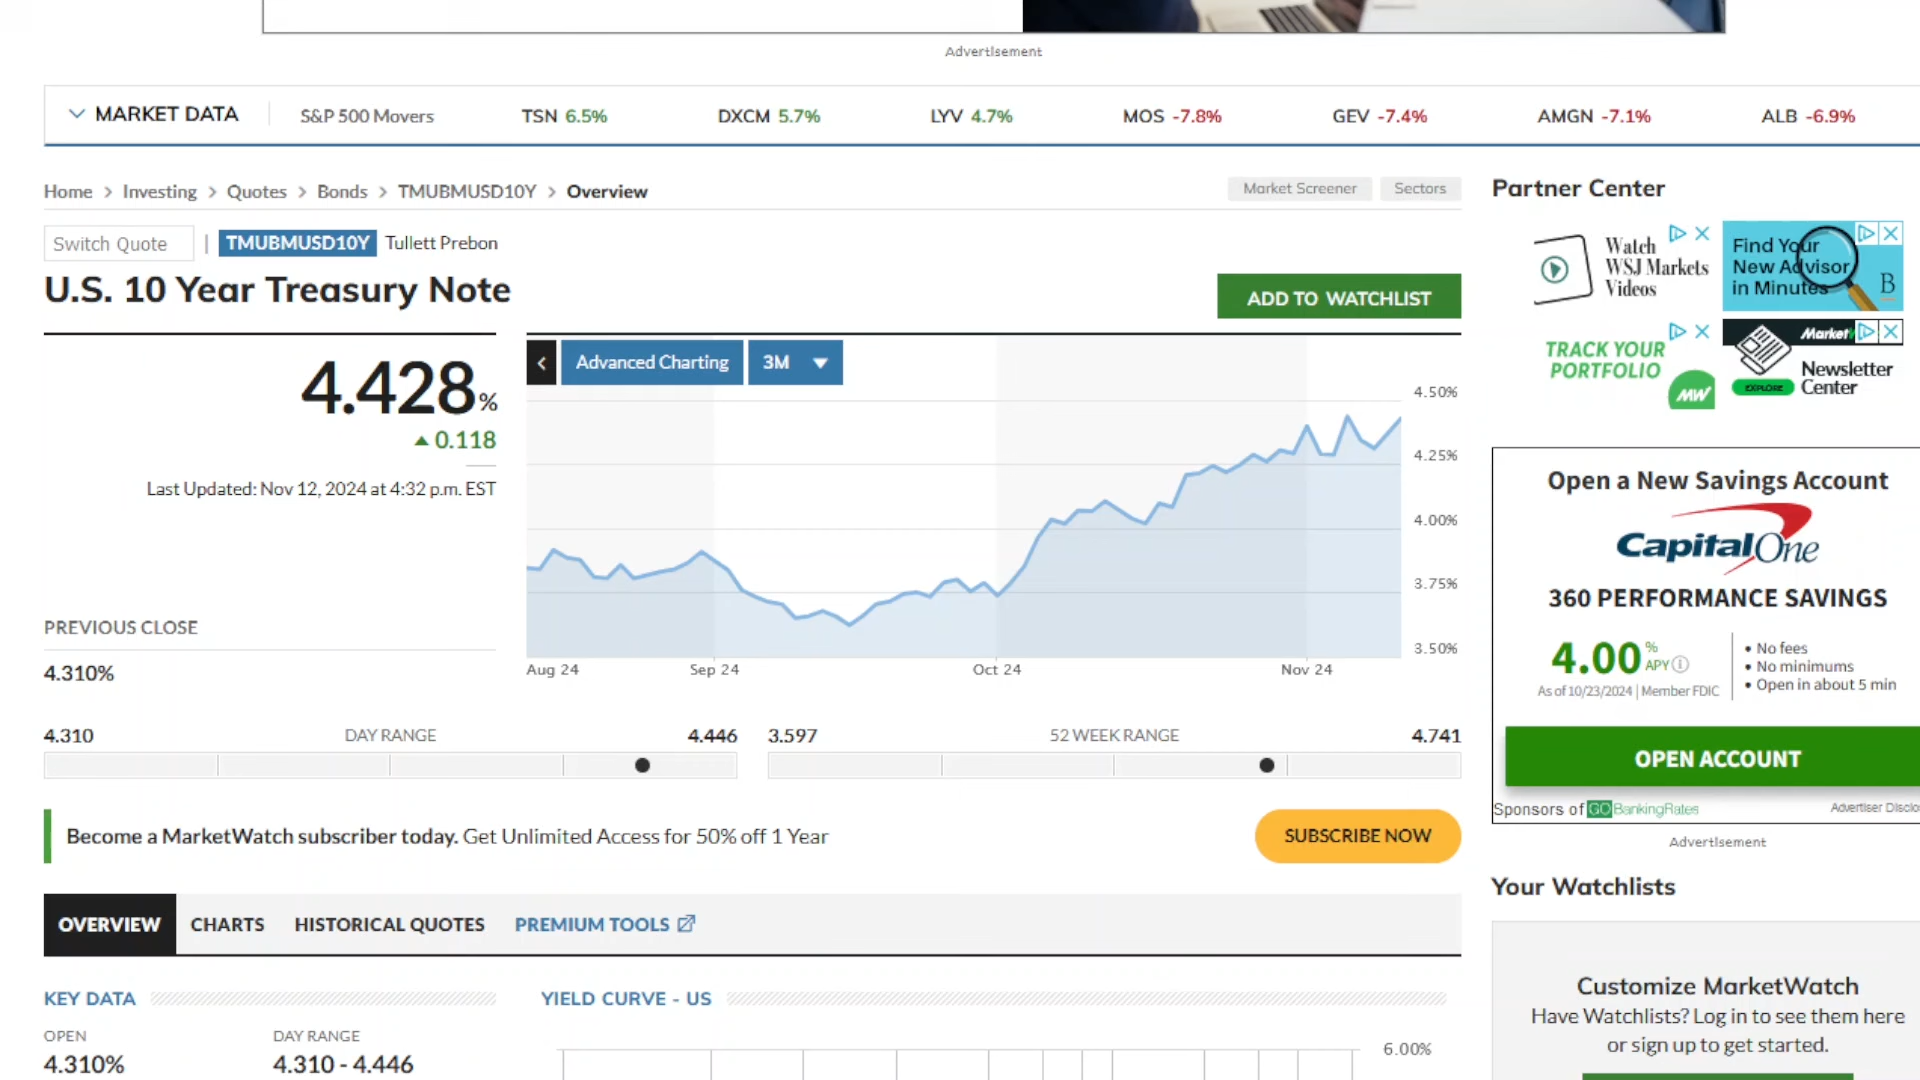 Advertisement
MARKET DATA S&P 500 Movers TSN 6.5% DXCM 5.7% LYV 4.7% MOS -7.8% GEV -7.4% AMGN -7.1% ALB -6.9%
Home > Investing > Quotes > Bonds > TMUBMUSD10Y > Overview
Market Screener Sectors
Switch Quote | TMUBMUSD10Y Tullett Prebon
U.S. 10 Year Treasury Note
ADD TO WATCHLIST
4.428%
0.118
Last Updated: Nov 12, 2024 at 4:32 p.m. EST
PREVIOUS CLOSE
4.310%
Advanced Charting 3M
4.50%
4.25%
4.00%
3.75%
3.50%
Aug 24 Sep 24 Oct 24 Nov 24
4.310 DAY RANGE 4.446
3.597 52 WEEK RANGE 4.741
Become a MarketWatch subscriber today. Get Unlimited Access for 50% off 1 Year
SUBSCRIBE NOW
OVERVIEW CHARTS HISTORICAL QUOTES PREMIUM TOOLS
KEY DATA
OPEN DAY RANGE
4.310% 4.310 - 4.446
YIELD CURVE - US
6.00%
Partner Center
Watch
WSJ Markets
Videos
Find Your
New Advisor
in Minutes
B
TRACK YOUR
PORTFOLIO
MW
Market
Newsletter
Center
EXPLORE
Open a New Savings Account
Capital One
360 PERFORMANCE SAVINGS
4.00% APY
As of 10/23/2024 | Member FDIC
• No fees
• No minimums
• Open in about 5 min
OPEN ACCOUNT
Sponsors of GOBankingRates
Advertiser Disclo
Advertisement
Your Watchlists
Customize MarketWatch
Have Watchlists? Log in to see them here
or sign up to get started.